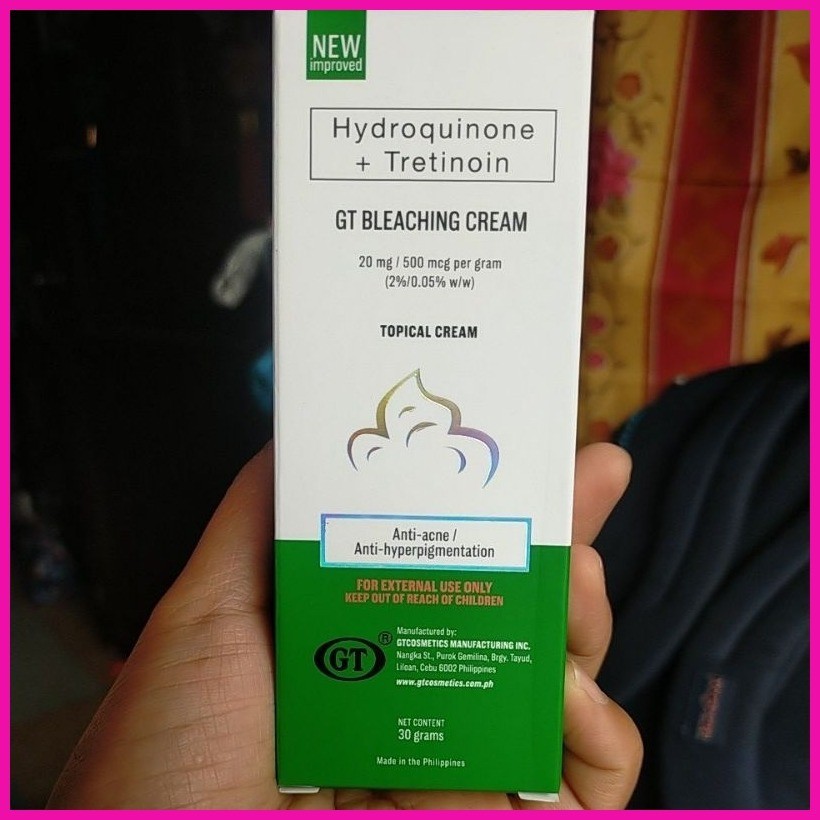 NEW
improved
Hydroquinone
+ Tretinoin
GT BLEACHING CREAM
20 mg / 500 mcg per gram
(2%/0.05% w/w)
TOPICAL CREAM
Anti-acne /
Anti-hyperpigmentation
FOR EXTERNAL USE ONLY
KEEP OUT OF REACH OF CHILDREN
GT®
Manufactured by:
GTCOSMETICS MANUFACTURING INC.
Nangka St., Purok Gemilina, Brgy. Tayud,
Liloan, Cebu 6002 Philippines
www.gtcosmetics.com.ph
NET CONTENT
30 grams
Made in the Philippines